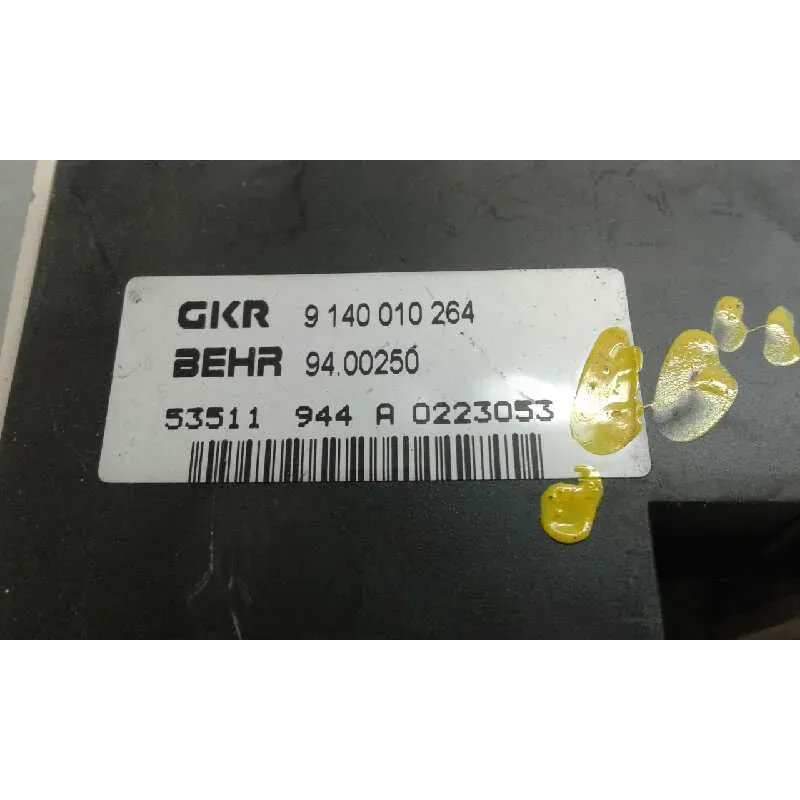 GKR 9 140 010 264
BEHR 94.00250
53511 944 A 0223053